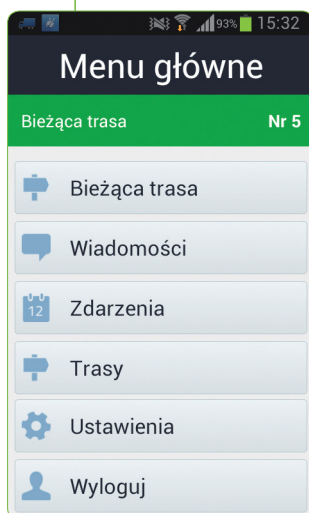 93% 15:32
Menu główne
Bieżąca trasa Nr 5
Bieżąca trasa
Wiadomości
12 Zdarzenia
Trasy
Ustawienia
Wyloguj